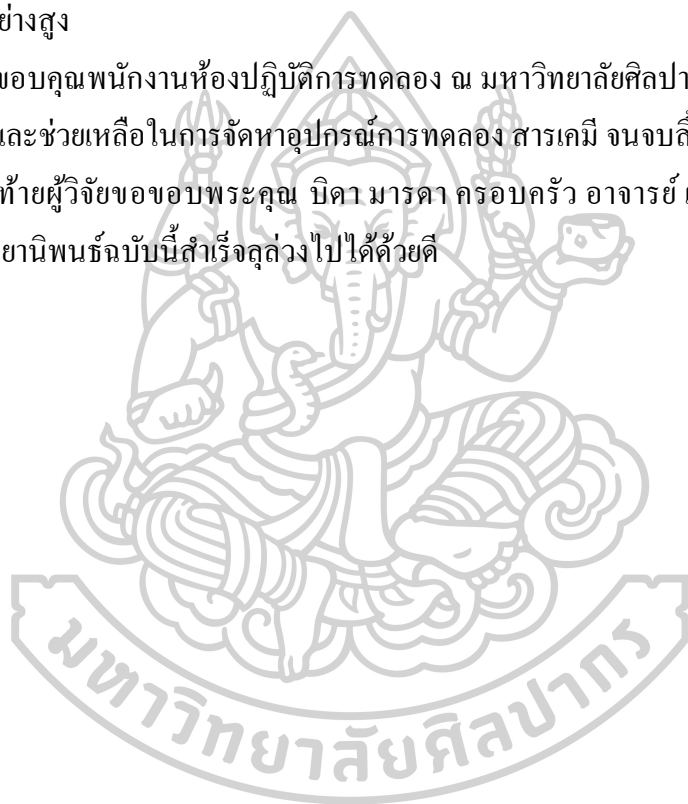 ย่างสูง
ขอบคุณพนักงานห้องปฏิบัติการทดลอง ณ มหาวิทยาลัยศิลปา
และช่วยเหลือในการจัดหาอุปกรณ์การทดลอง สารเคมี จนจบสิ้
ท้ายผู้วิจัยขอขอบพระคุณ บิดา มารดา ครอบครัว อาจารย์
ยานิพนธ์ฉบับนี้สำเร็จลุล่วงไปได้ด้วยดี
มหาวิทยาลัยศิลปากร